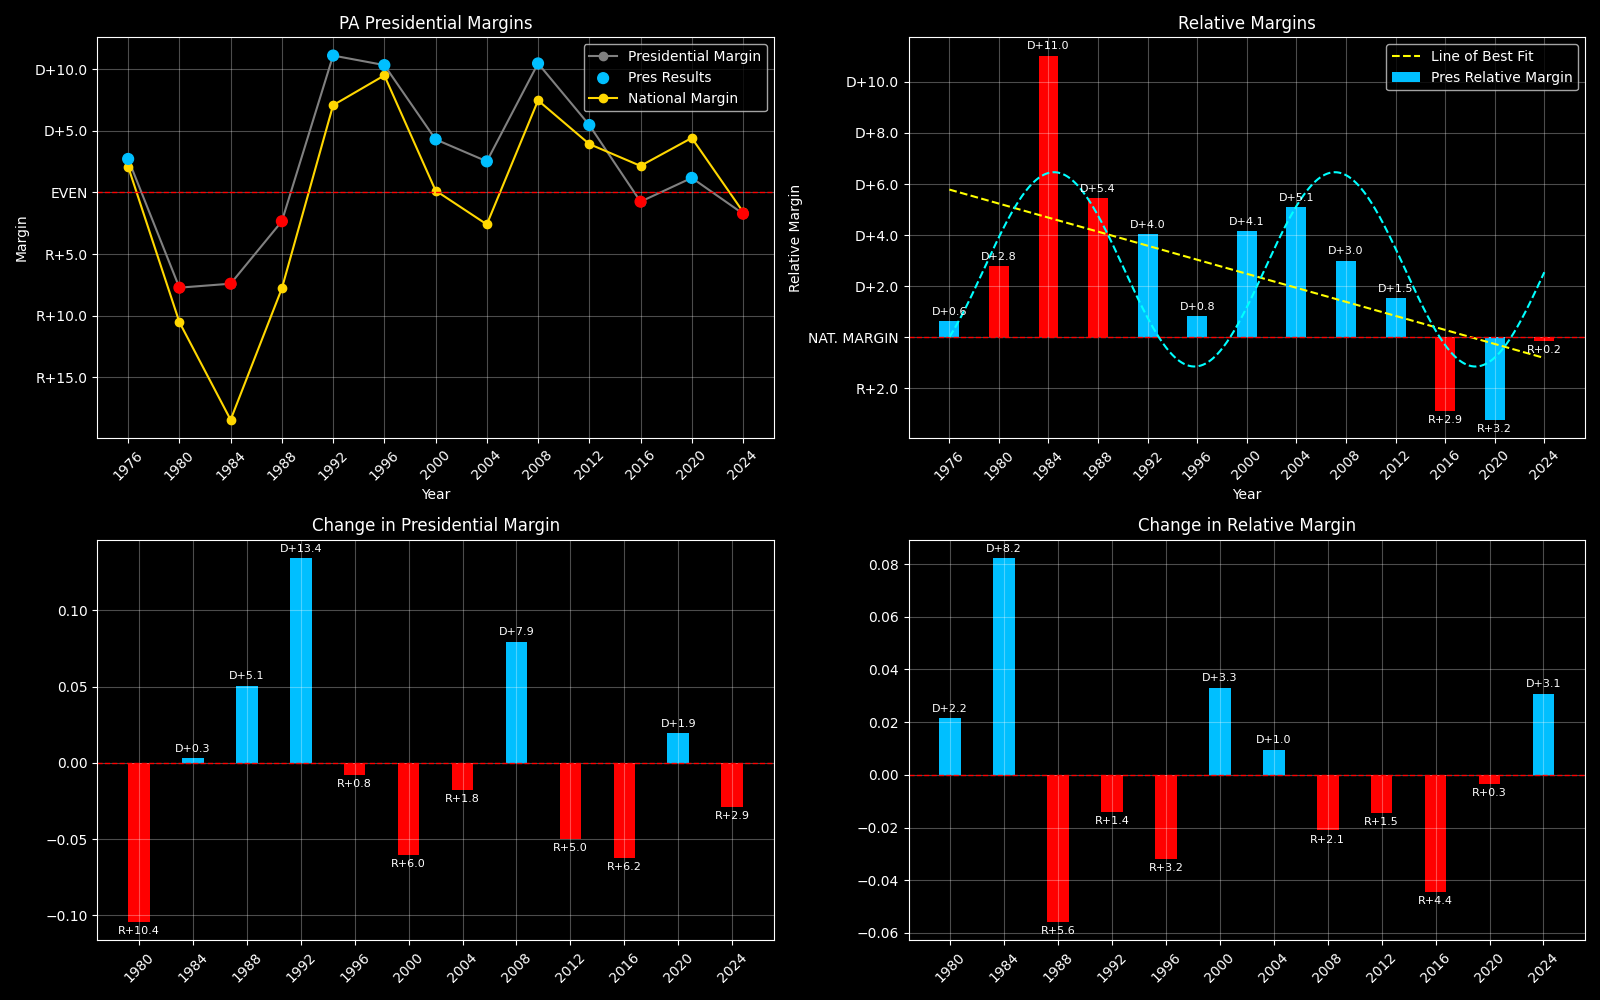 PA Presidential Margins
Presidential Margin
Pres Results
National Margin
D+10.0
D+5.0
EVEN
R+5.0
R+10.0
R+15.0
Margin
1976
1980
1984
1988
1992
1996
2000
2004
2008
2012
2016
2020
2024
Year
Relative Margins
Line of Best Fit
Pres Relative Margin
D+10.0
D+8.0
D+6.0
D+4.0
D+2.0
NAT. MARGIN
R+2.0
Relative Margin
D+0.6
D+2.8
D+11.0
D+5.4
D+4.0
D+0.8
D+4.1
D+5.1
D+3.0
D+1.5
R+2.9
R+3.2
R+0.2
1976
1980
1984
1988
1992
1996
2000
2004
2008
2012
2016
2020
2024
Year
Change in Presidential Margin
0.10
0.05
0.00
−0.05
−0.10
R+10.4
D+0.3
D+5.1
D+13.4
R+0.8
R+6.0
R+1.8
D+7.9
R+5.0
R+6.2
D+1.9
R+2.9
1980
1984
1988
1992
1996
2000
2004
2008
2012
2016
2020
2024
Change in Relative Margin
0.08
0.06
0.04
0.02
0.00
−0.02
−0.04
−0.06
D+2.2
D+8.2
R+5.6
R+1.4
R+3.2
D+3.3
D+1.0
R+2.1
R+1.5
R+4.4
R+0.3
D+3.1
1980
1984
1988
1992
1996
2000
2004
2008
2012
2016
2020
2024